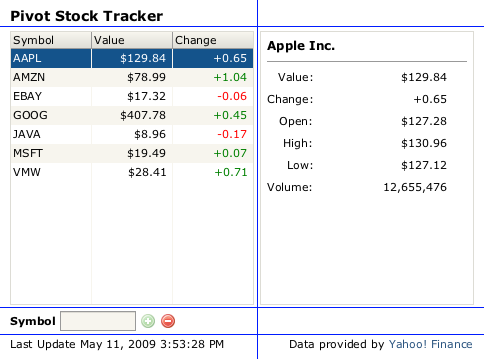 Pivot Stock Tracker
Symbol Value Change
AAPL $129.84 +0.65
AMZN $78.99 +1.04
EBAY $17.32 -0.06
GOOG $407.78 +0.45
JAVA $8.96 -0.17
MSFT $19.49 +0.07
VMW $28.41 +0.71
Apple Inc.
Value: $129.84
Change: +0.65
Open: $127.28
High: $130.96
Low: $127.12
Volume: 12,655,476
Symbol
Last Update May 11, 2009 3:53:28 PM
Data provided by Yahoo! Finance